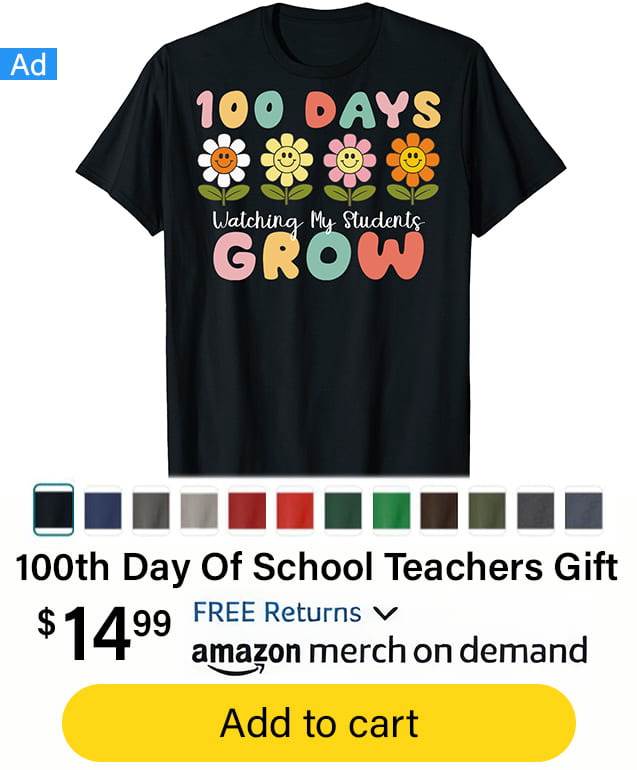 Ad
100 DAYS
Watching My Students
GROW
100th Day Of School Teachers Gift
$14.99
FREE Returns
amazon merch on demand
Add to cart